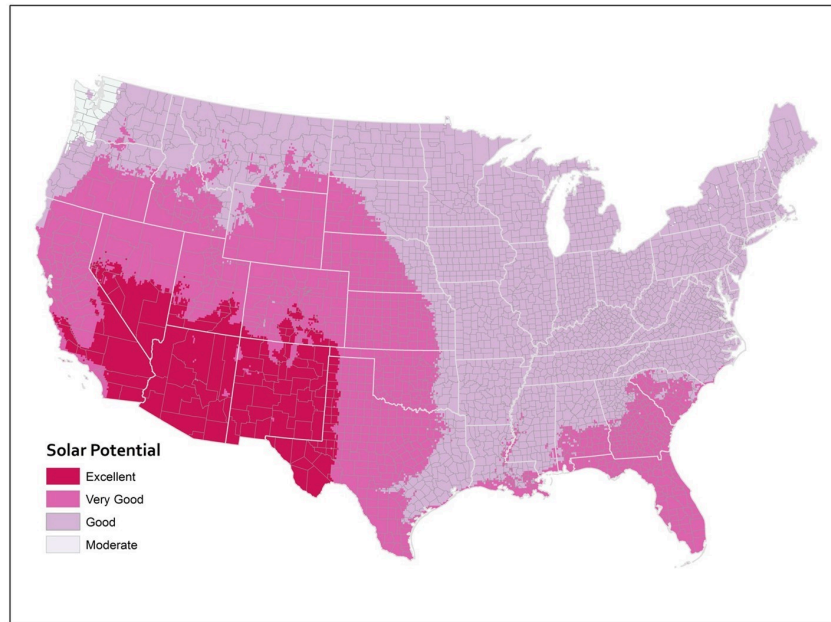 Solar Potential
Excellent
Very Good
Good
Moderate